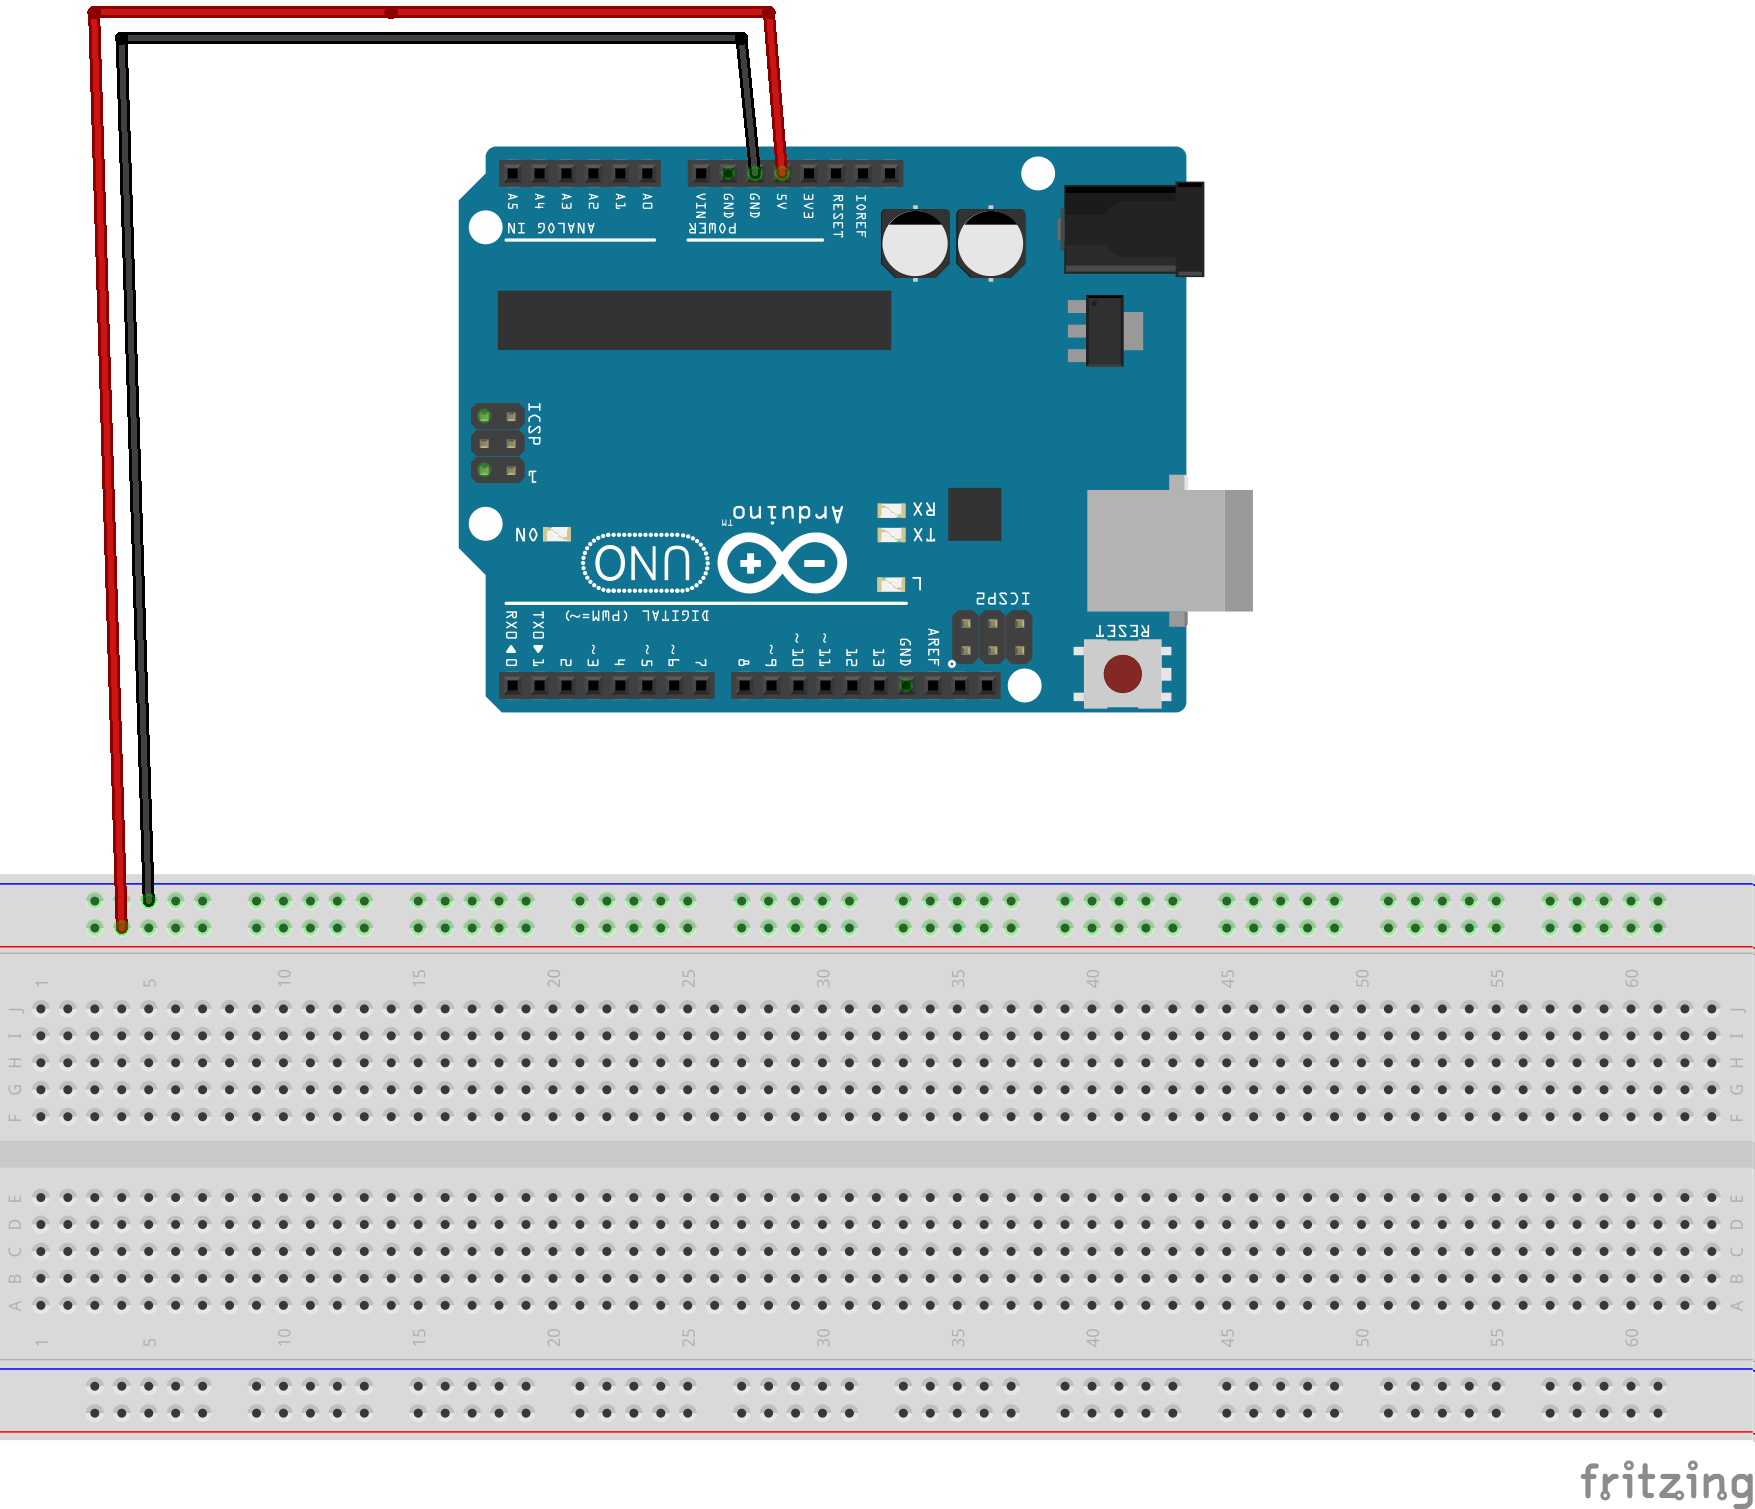 A5 A4 A3 A2 A1 A0 VIN GND GND 5V 3V3 RESET IOREF
ANALOG IN POWER
ICSP
1
Arduino
TM
RX
TX
ON
UNO
L
ICSP2
DIGITAL (PWM=~)
RESET
RX0 TX0
0 1 2 ~3 4 ~5 ~6 7 8 ~9 ~10 ~11 12 13 GND AREF
1 5 10 15 20 25 30 35 40 45 50 55 60
J J
I I
H H
G G
F F
E E
D D
C C
B B
A A
1 5 10 15 20 25 30 35 40 45 50 55 60
fritzing